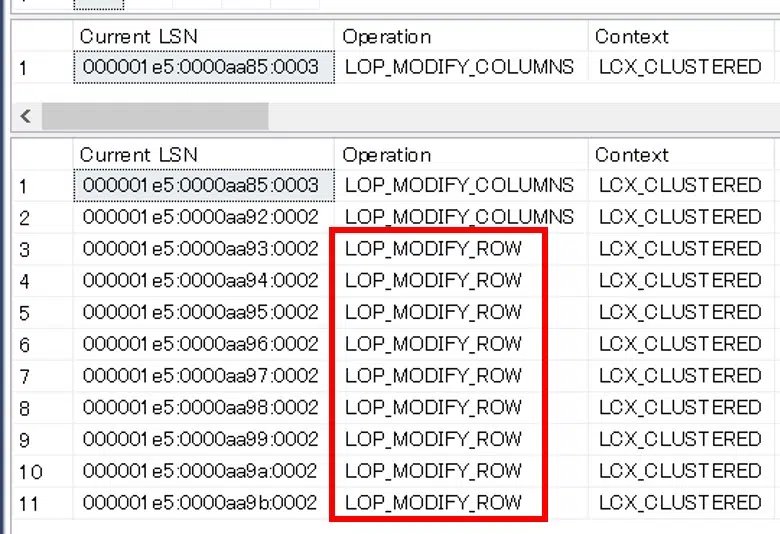 Current LSN Operation Context
1 000001e5:0000aa85:0003 LOP_MODIFY_COLUMNS LCX_CLUSTERED
Current LSN Operation Context
1 000001e5:0000aa85:0003 LOP_MODIFY_COLUMNS LCX_CLUSTERED
2 000001e5:0000aa92:0002 LOP_MODIFY_COLUMNS LCX_CLUSTERED
3 000001e5:0000aa93:0002 LOP_MODIFY_ROW LCX_CLUSTERED
4 000001e5:0000aa94:0002 LOP_MODIFY_ROW LCX_CLUSTERED
5 000001e5:0000aa95:0002 LOP_MODIFY_ROW LCX_CLUSTERED
6 000001e5:0000aa96:0002 LOP_MODIFY_ROW LCX_CLUSTERED
7 000001e5:0000aa97:0002 LOP_MODIFY_ROW LCX_CLUSTERED
8 000001e5:0000aa98:0002 LOP_MODIFY_ROW LCX_CLUSTERED
9 000001e5:0000aa99:0002 LOP_MODIFY_ROW LCX_CLUSTERED
10 000001e5:0000aa9a:0002 LOP_MODIFY_ROW LCX_CLUSTERED
11 000001e5:0000aa9b:0002 LOP_MODIFY_ROW LCX_CLUSTERED